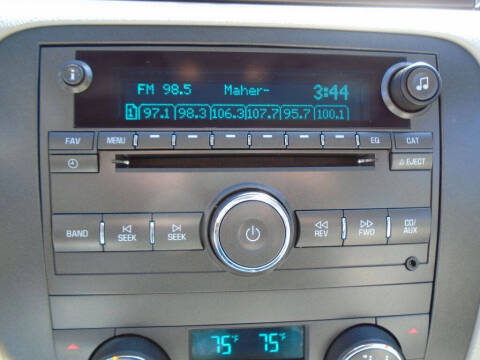 FM 98.5 Maher- 3:44
1 97.1 98.3 106.3 107.7 95.7 100.1
FAV MENU EQ CAT
EJECT
BAND SEEK SEEK REV FWD CD/
AUX
75°F 75°F